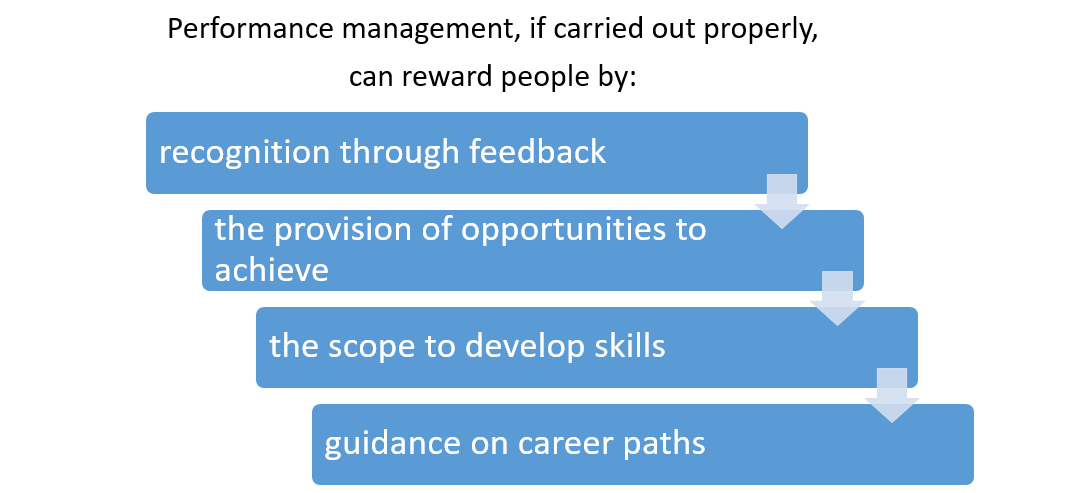 Performance management, if carried out properly,
can reward people by:
recognition through feedback
the provision of opportunities to
achieve
the scope to develop skills
guidance on career paths